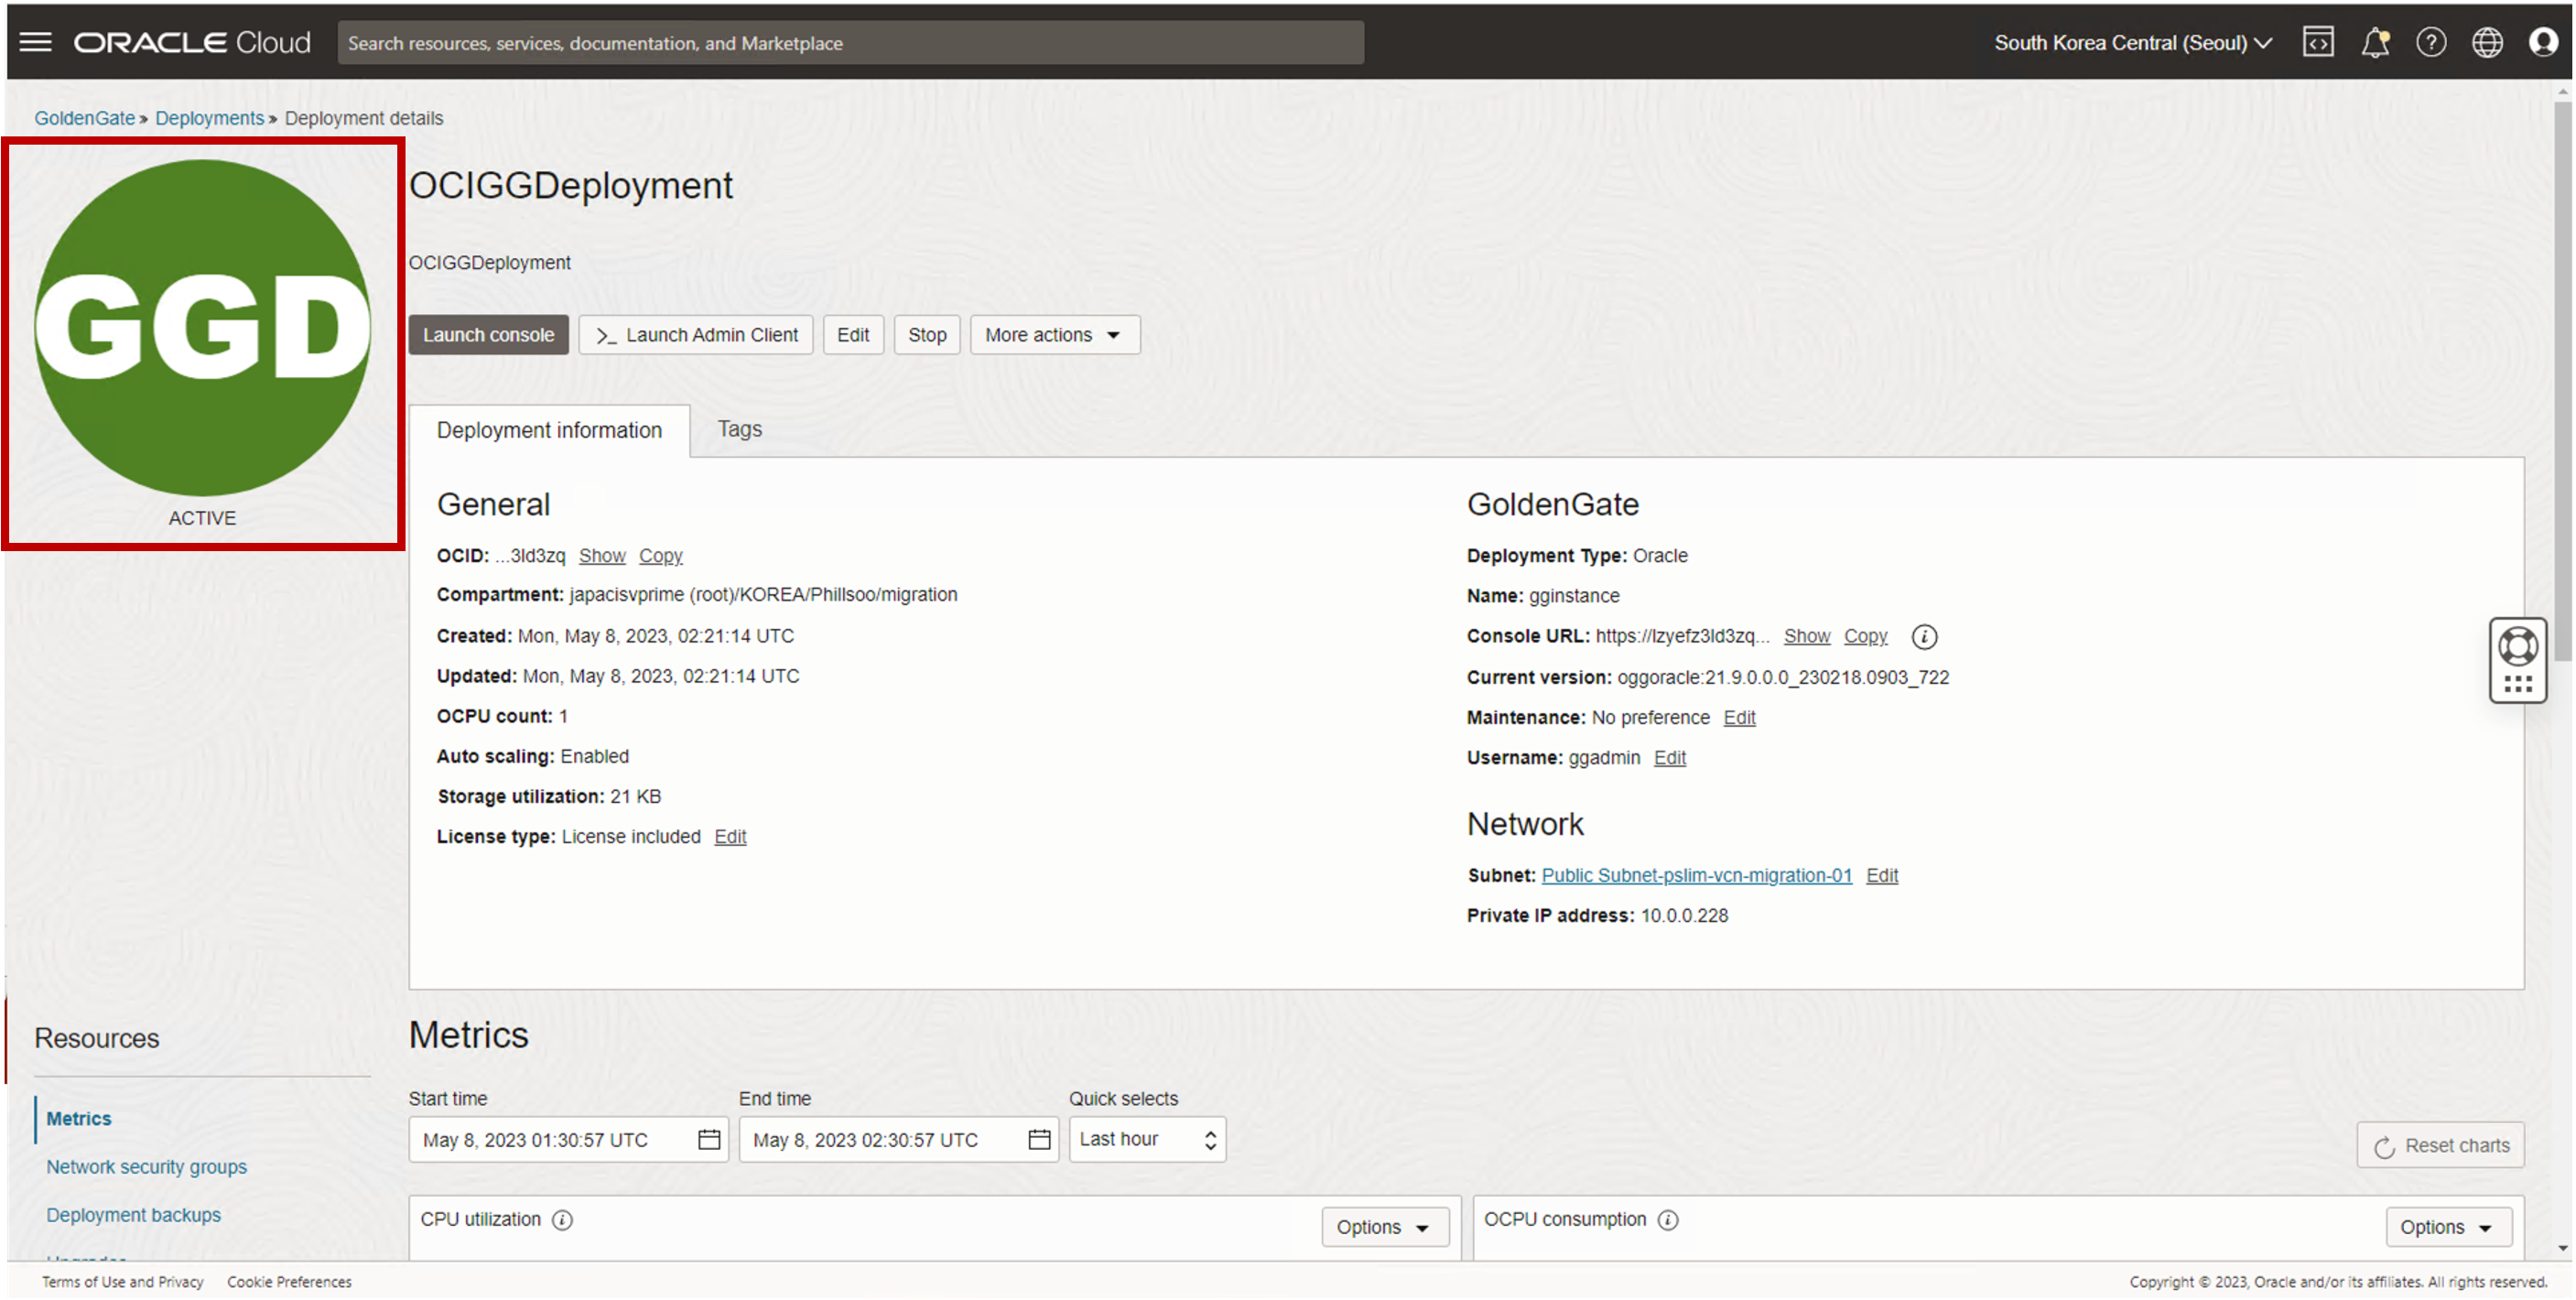 ORACLE Cloud
Search resources, services, documentation, and Marketplace
South Korea Central (Seoul)
GoldenGate » Deployments » Deployment details
GGD
ACTIVE
OCIGGDeployment
OCIGGDeployment
Launch console
>_ Launch Admin Client
Edit
Stop
More actions
Deployment information
Tags
General
OCID: ...3ld3zq Show Copy
Compartment: japacisvprime (root)/KOREA/Phillsoo/migration
Created: Mon, May 8, 2023, 02:21:14 UTC
Updated: Mon, May 8, 2023, 02:21:14 UTC
OCPU count: 1
Auto scaling: Enabled
Storage utilization: 21 KB
License type: License included Edit
GoldenGate
Deployment Type: Oracle
Name: gginstance
Console URL: https://lzyefz3ld3zq... Show Copy
Current version: oggoracle:21.9.0.0.0_230218.0903_722
Maintenance: No preference Edit
Username: ggadmin Edit
Network
Subnet: Public Subnet-pslim-vcn-migration-01 Edit
Private IP address: 10.0.0.228
Resources
Metrics
Network security groups
Deployment backups
Metrics
Start time
May 8, 2023 01:30:57 UTC
End time
May 8, 2023 02:30:57 UTC
Quick selects
Last hour
Reset charts
CPU utilization
Options
OCPU consumption
Options
Terms of Use and Privacy
Cookie Preferences
Copyright © 2023, Oracle and/or its affiliates. All rights reserved.